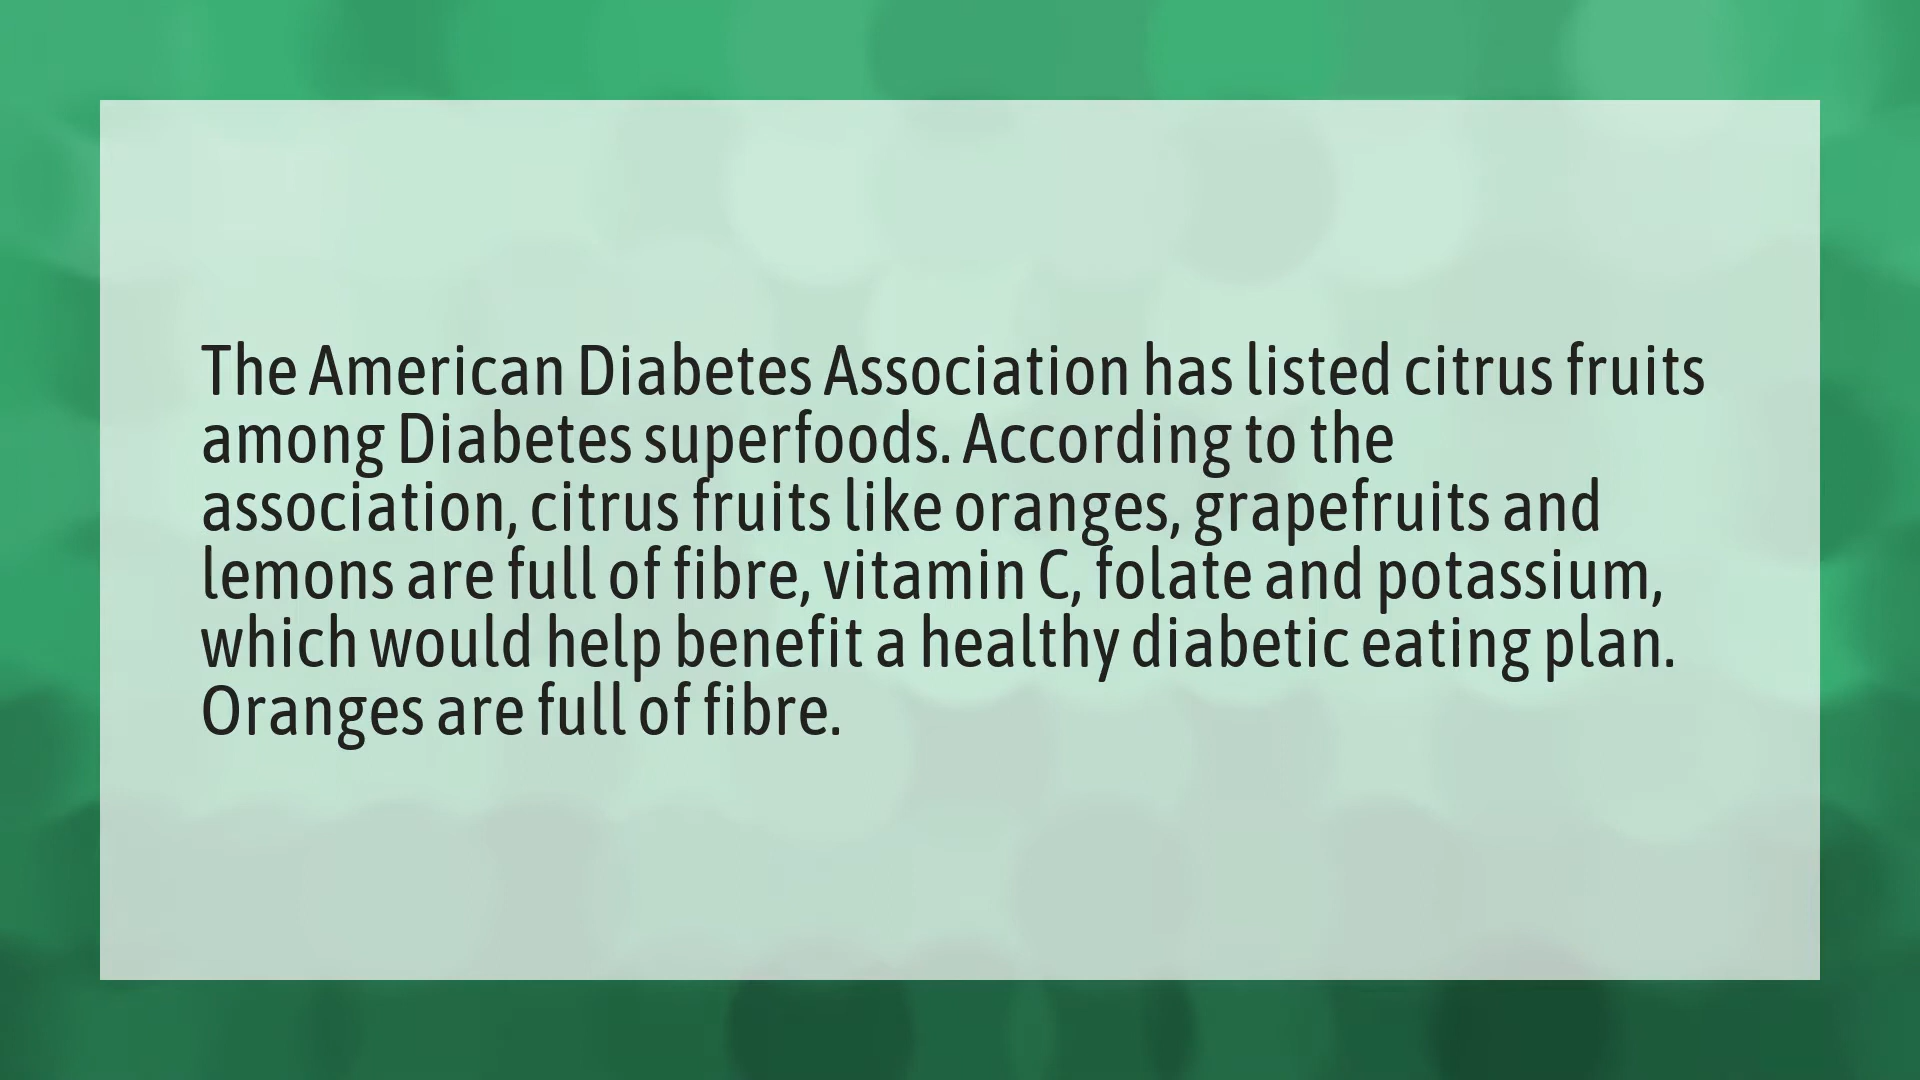 The American Diabetes Association has listed citrus fruits
among Diabetes superfoods. According to the
association, citrus fruits like oranges, grapefruits and
lemons are full of fibre, vitamin C, folate and potassium,
which would help benefit a healthy diabetic eating plan.
Oranges are full of fibre.